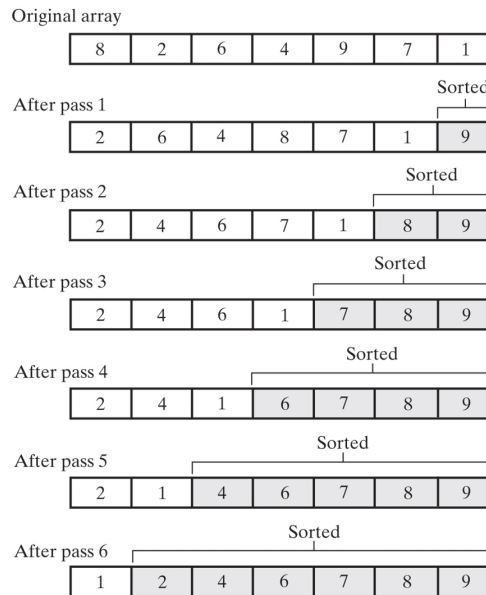 Original array
8 2 6 4 9 7 1
Sorted
After pass 1
2 6 4 8 7 1 9
Sorted
After pass 2
2 4 6 7 1 8 9
Sorted
After pass 3
2 4 6 1 7 8 9
Sorted
After pass 4
2 4 1 6 7 8 9
Sorted
After pass 5
2 1 4 6 7 8 9
Sorted
After pass 6
1 2 4 6 7 8 9